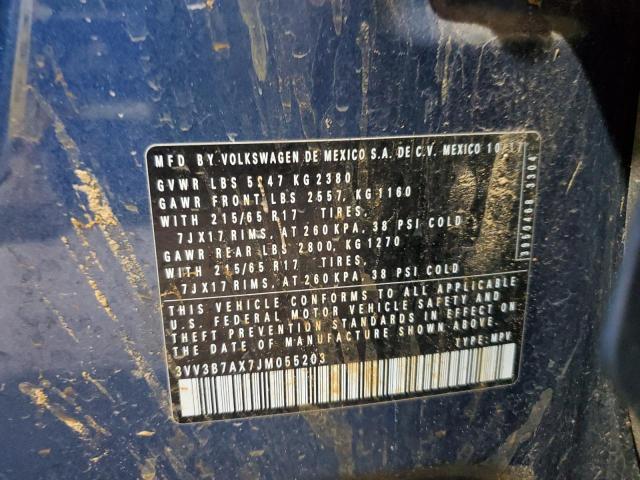 MFD BY VOLKSWAGEN DE MEXICO S.A. DE C.V. MEXICO 10/17
GVWR LBS 5247 KG 2380
GAWR FRONT LBS 2557, KG 1160
WITH 215/65 R17 TIRES,
7JX17 RIMS, AT 260 KPA, 38 PSI COLD
GAWR REAR LBS 2800, KG 1270
WITH 215/65 R17 TIRES,
7JX17 RIMS, AT 260 KPA, 38 PSI COLD
THIS VEHICLE CONFORMS TO ALL APPLICABLE
U.S. FEDERAL MOTOR VEHICLE SAFETY AND
THEFT PREVENTION STANDARDS IN EFFECT ON
THE DATE OF MANUFACTURE SHOWN ABOVE.
3VV3B7AX7JM055203 TYPE: MPV